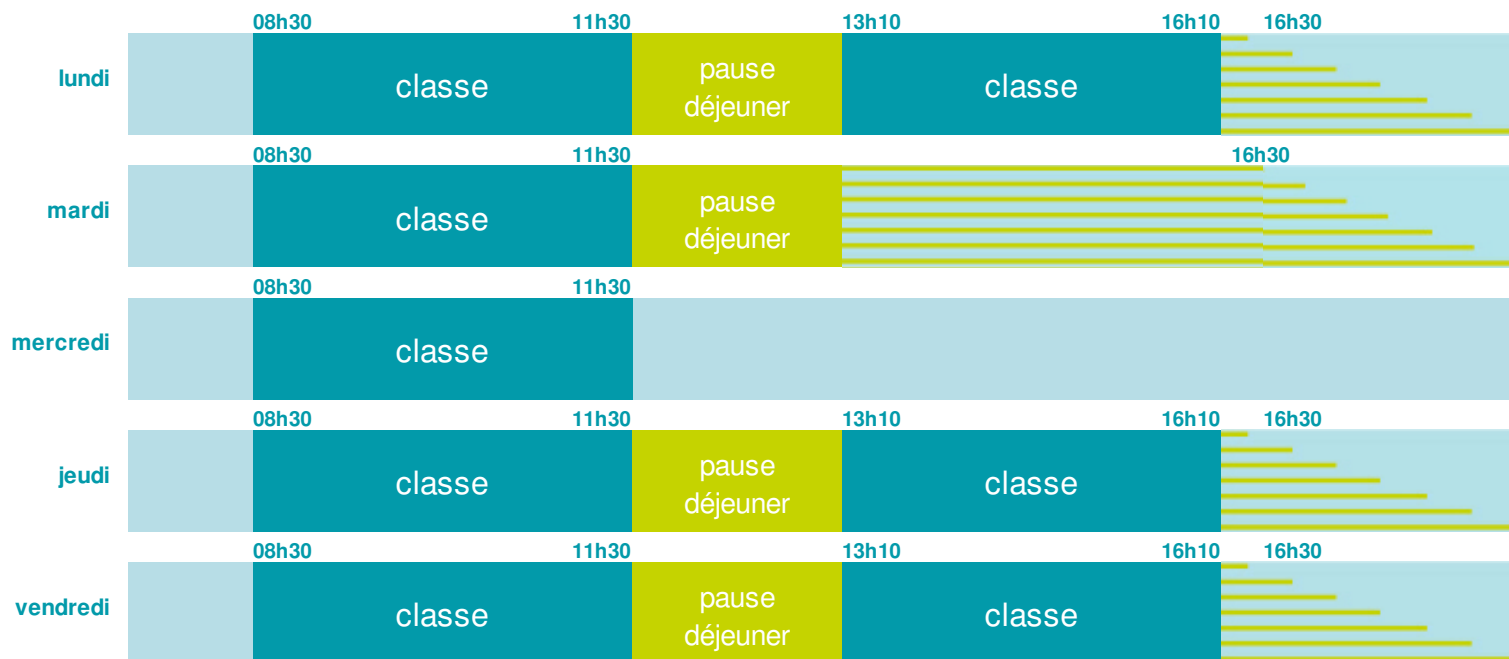 08h30 11h30 13h10 16h10 16h30
lundi classe pause déjeuner classe
08h30 11h30 16h30
mardi classe pause déjeuner
08h30 11h30
mercredi classe
08h30 11h30 13h10 16h10 16h30
jeudi classe pause déjeuner classe
08h30 11h30 13h10 16h10 16h30
vendredi classe pause déjeuner classe